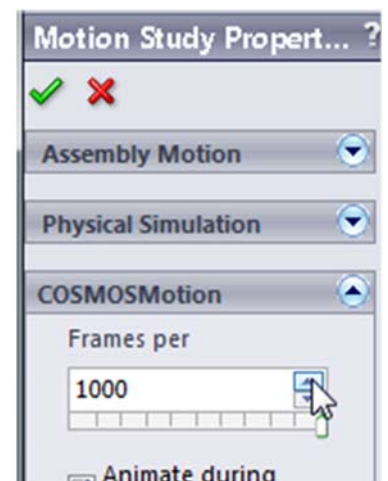 Motion Study Propert... ?
Assembly Motion
Physical Simulation
COSMOSMotion
Frames per
1000
Animate during